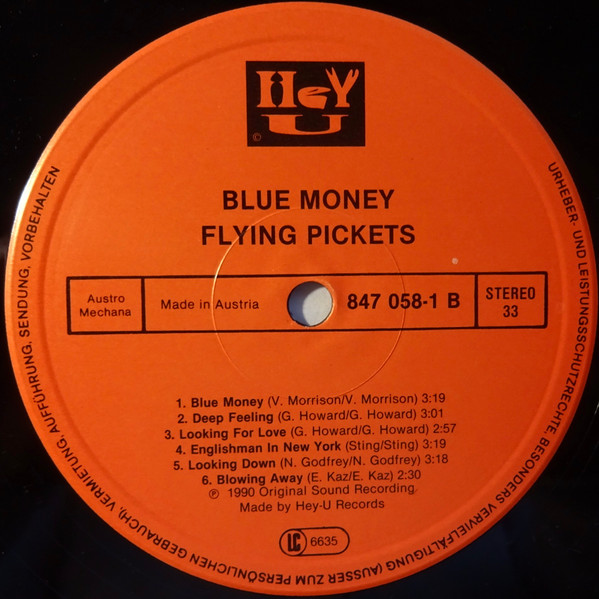 HeY
U
©
BLUE MONEY
FLYING PICKETS
Austro
Mechana
Made in Austria
847 058-1 B
STEREO
33
1. Blue Money (V. Morrison/V. Morrison) 3:19
2. Deep Feeling (G. Howard/G. Howard) 3:01
3. Looking For Love (G. Howard/G. Howard) 2:57
4. Englishman In New York (Sting/Sting) 3:19
5. Looking Down (N. Godfrey/N. Godfrey) 3:18
6. Blowing Away (E. Kaz/E. Kaz) 2:30
℗ 1990 Original Sound Recording
Made by Hey-U Records
LC 6635
URHEBER- UND LEISTUNGSSCHUTZRECHTE, BESONDERS VERVIELFÄLTIGUNG (AUSSER ZUM PERSÖNLICHEN GEBRAUCH), VERMIETUNG, AUFFÜHRUNG, SENDUNG, VORBEHALTEN